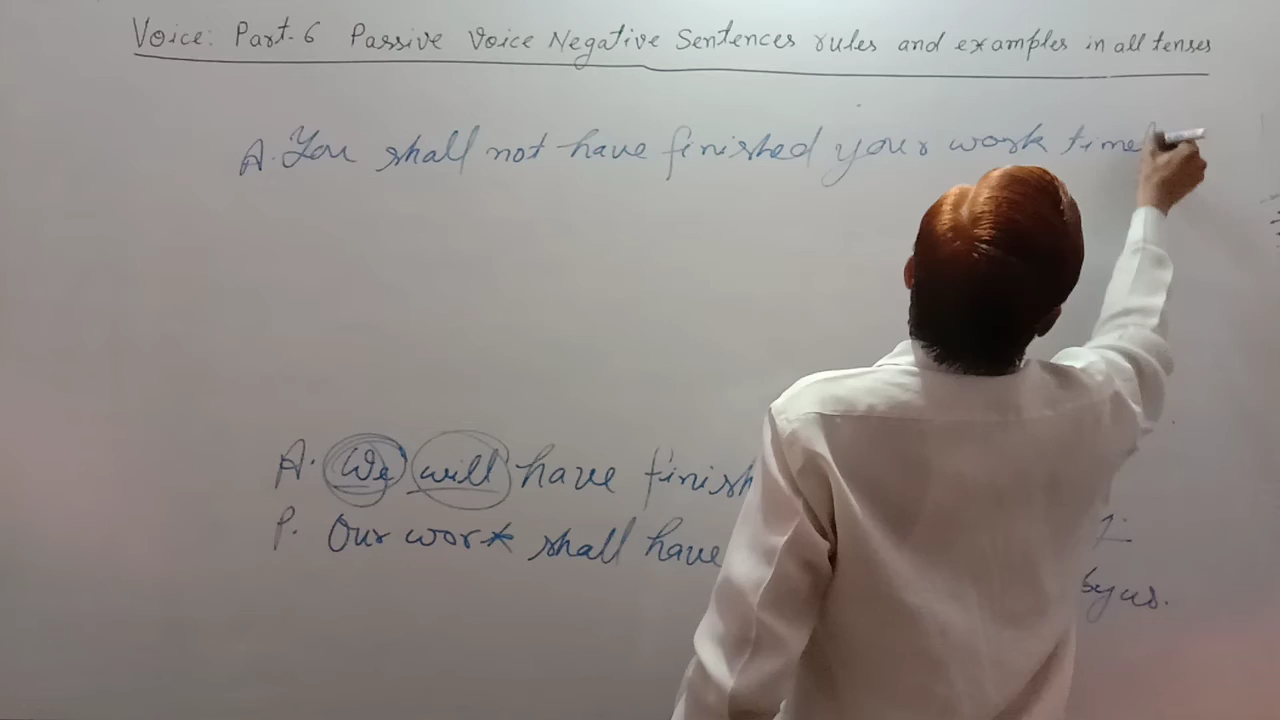 Voice: Part-6 Passive Voice Negative Sentences rules and examples in all tenses
A. You shall not have finished your work time
A. We will have finish
P. Our work shall have
by us.